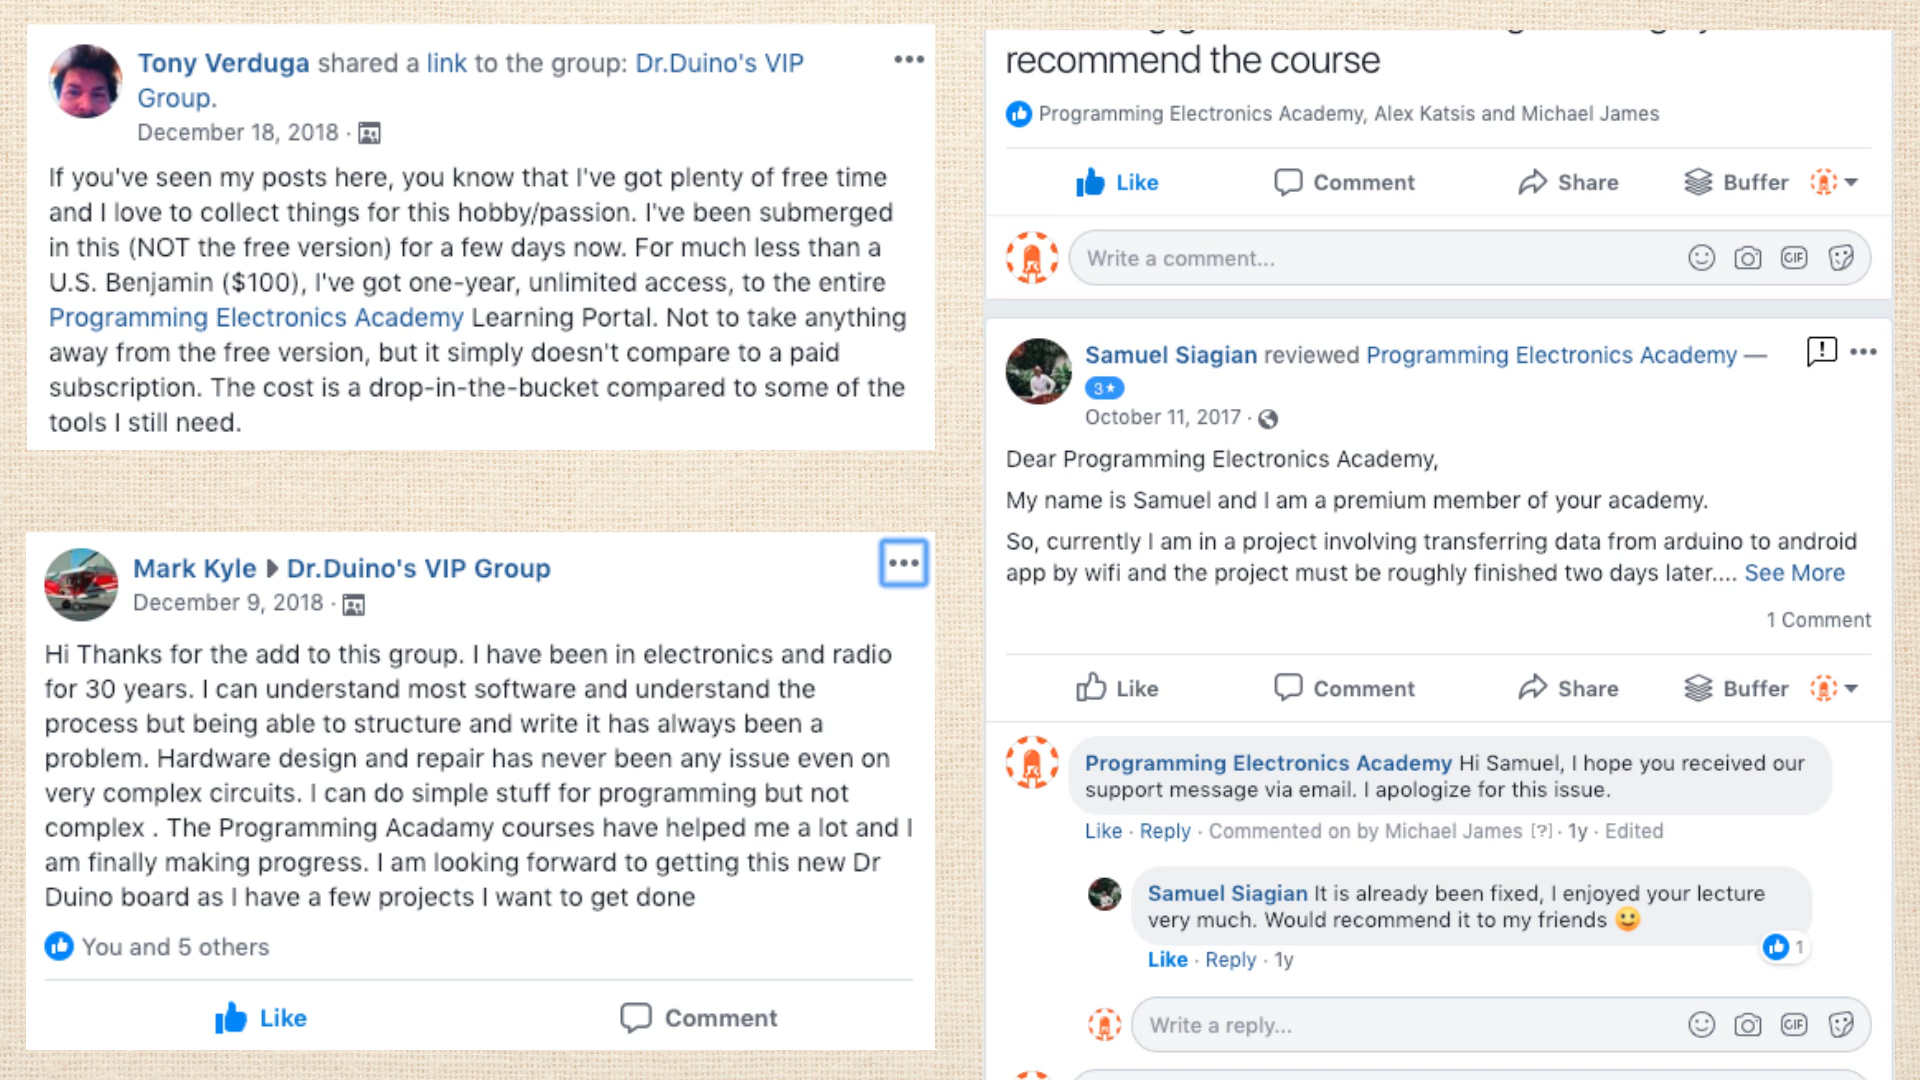 Tony Verduga shared a link to the group: Dr.Duino's VIP
Group.
December 18, 2018 ·
If you've seen my posts here, you know that I've got plenty of free time
and I love to collect things for this hobby/passion. I've been submerged
in this (NOT the free version) for a few days now. For much less than a
U.S. Benjamin ($100), I've got one-year, unlimited access, to the entire
Programming Electronics Academy Learning Portal. Not to take anything
away from the free version, but it simply doesn't compare to a paid
subscription. The cost is a drop-in-the-bucket compared to some of the
tools I still need.
Mark Kyle Dr.Duino's VIP Group
December 9, 2018 ·
Hi Thanks for the add to this group. I have been in electronics and radio
for 30 years. I can understand most software and understand the
process but being able to structure and write it has always been a
problem. Hardware design and repair has never been any issue even on
very complex circuits. I can do simple stuff for programming but not
complex . The Programming Acadamy courses have helped me a lot and I
am finally making progress. I am looking forward to getting this new Dr
Duino board as I have a few projects I want to get done
You and 5 others
Like Comment
recommend the course
Programming Electronics Academy, Alex Katsis and Michael James
Like Comment Share Buffer
Write a comment...
GIF
Samuel Siagian reviewed Programming Electronics Academy —
3★
October 11, 2017 ·
Dear Programming Electronics Academy,
My name is Samuel and I am a premium member of your academy.
So, currently I am in a project involving transferring data from arduino to android
app by wifi and the project must be roughly finished two days later.... See More
1 Comment
Like Comment Share Buffer
Programming Electronics Academy Hi Samuel, I hope you received our
support message via email. I apologize for this issue.
Like · Reply · Commented on by Michael James [?] · 1y · Edited
Samuel Siagian It is already been fixed, I enjoyed your lecture
very much. Would recommend it to my friends 🙂
1
Like · Reply · 1y
Write a reply...
GIF